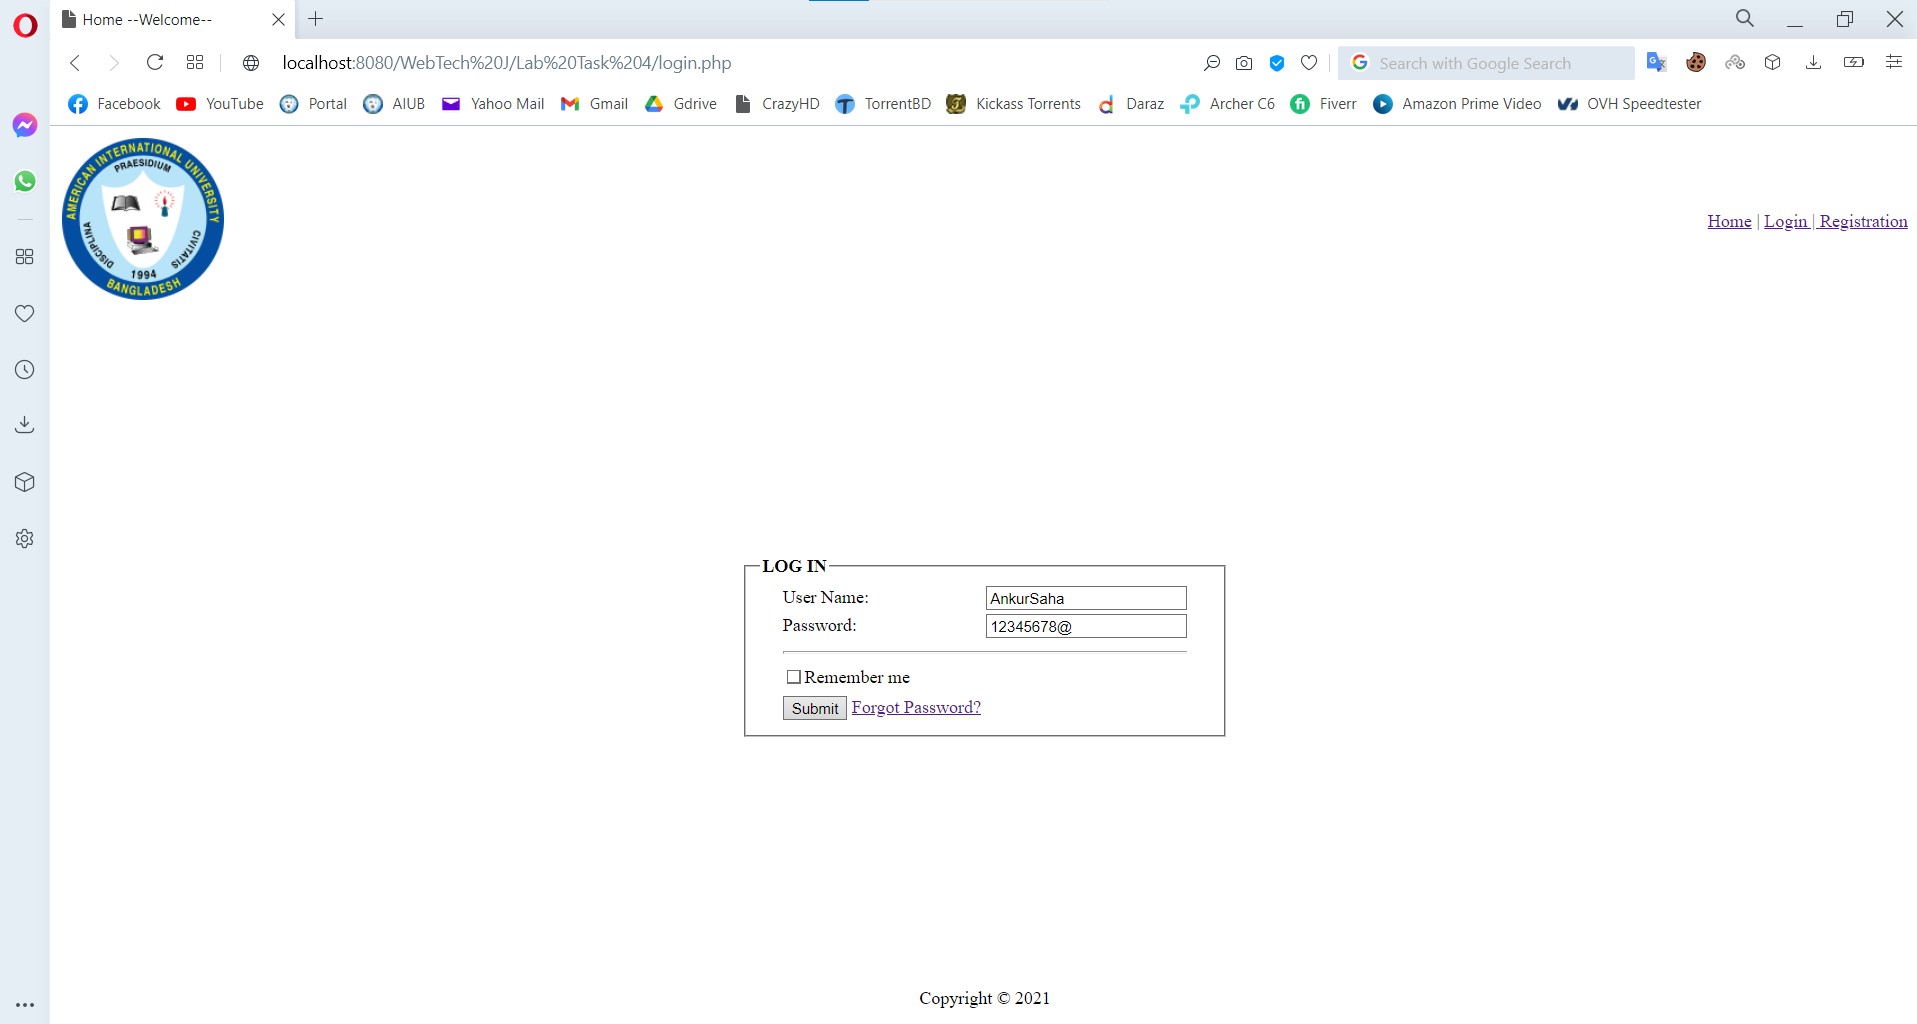 Home --Welcome--
localhost:8080/WebTech%20J/Lab%20Task%204/login.php
Search with Google Search
Facebook YouTube Portal AIUB Yahoo Mail Gmail Gdrive CrazyHD TorrentBD Kickass Torrents Daraz Archer C6 Fiverr Amazon Prime Video OVH Speedtester
AMERICAN INTERNATIONAL UNIVERSITY
PRAESIDIUM
DISCIPLINA
CIVITATIS
1994
BANGLADESH
Home | Login | Registration
LOG IN
User Name: AnkurSaha
Password: 12345678@
Remember me
Submit Forgot Password?
Copyright © 2021